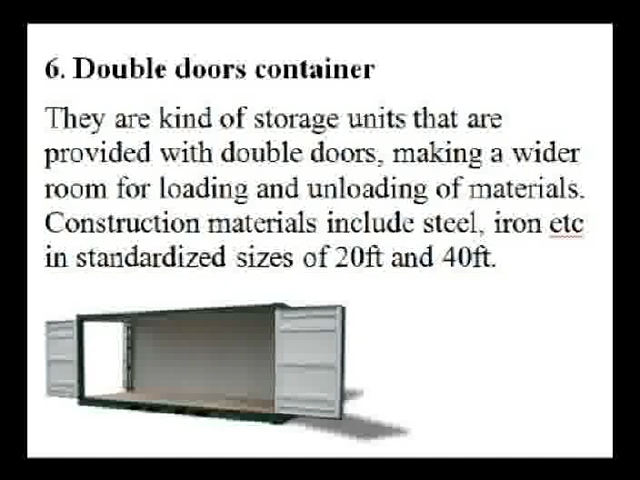 6. Double doors container
They are kind of storage units that are
provided with double doors, making a wider
room for loading and unloading of materials.
Construction materials include steel, iron etc
in standardized sizes of 20ft and 40ft.